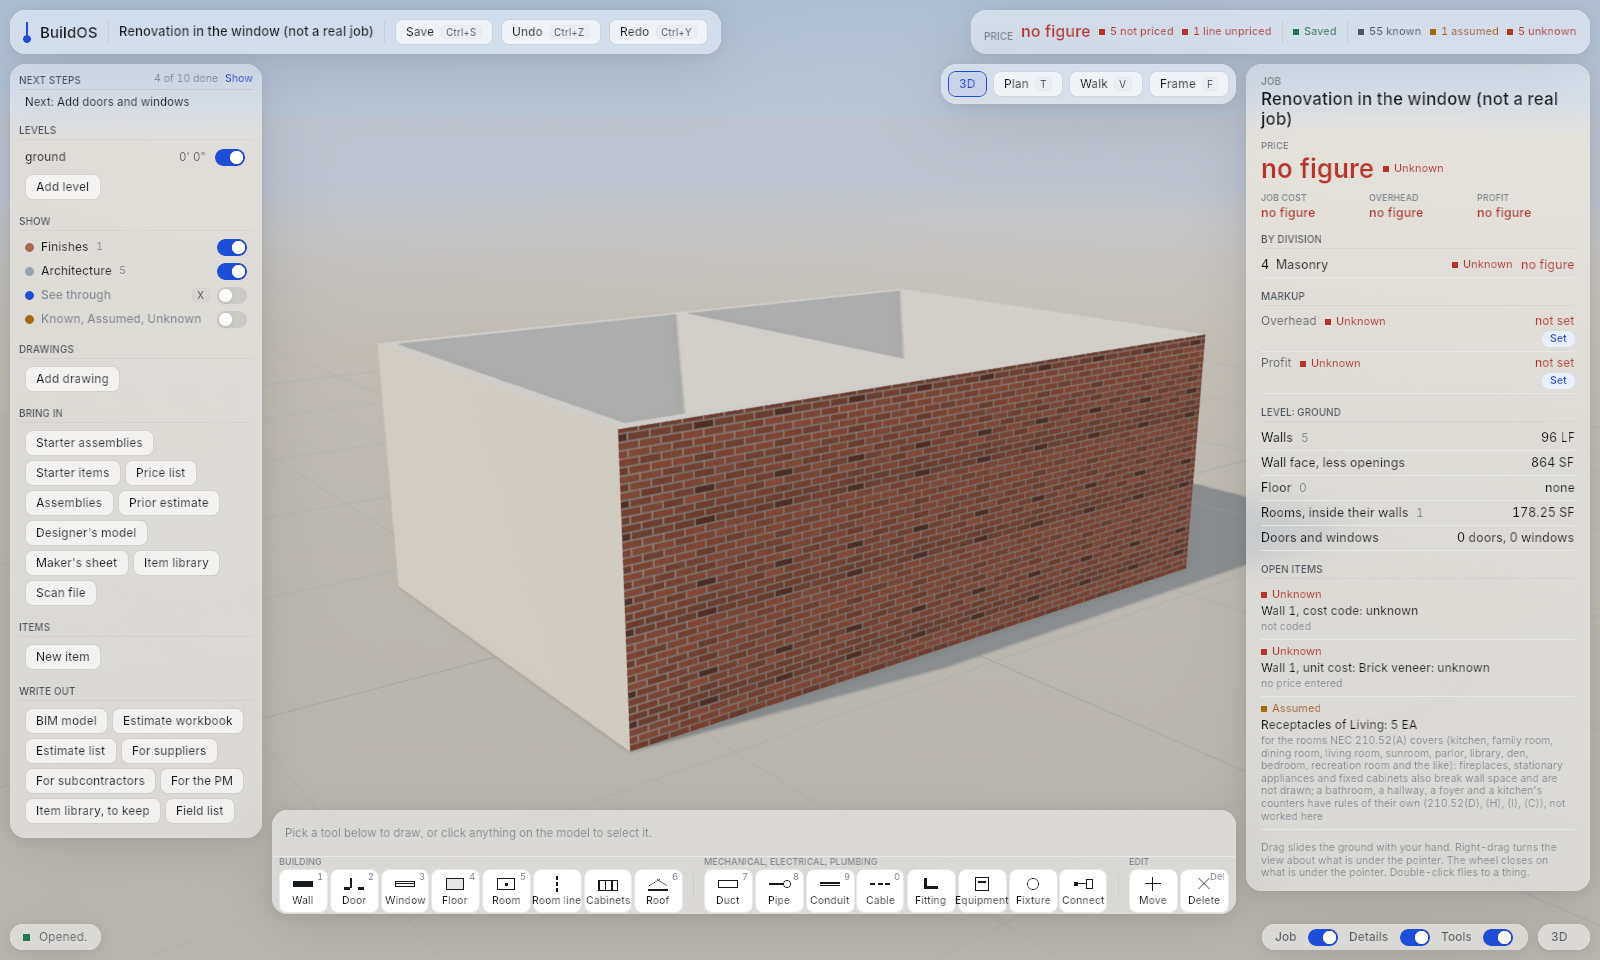 BuildOS
Renovation in the window (not a real job)
Save Ctrl+S
Undo Ctrl+Z
Redo Ctrl+Y
PRICE no figure 5 not priced 1 line unpriced Saved 55 known 1 assumed 5 unknown
NEXT STEPS 4 of 10 done Show
Next: Add doors and windows
LEVELS
ground 0' 0"
Add level
SHOW
Finishes 1
Architecture 5
See through X
Known, Assumed, Unknown
DRAWINGS
Add drawing
BRING IN
Starter assemblies
Starter items Price list
Assemblies Prior estimate
Designer's model
Maker's sheet Item library
Scan file
ITEMS
New item
WRITE OUT
BIM model Estimate workbook
Estimate list For suppliers
For subcontractors For the PM
Item library, to keep Field list
Opened.
3D Plan T Walk V Frame F
Pick a tool below to draw, or click anything on the model to select it.
BUILDING
1 2 3 4 5 6
Wall Door Window Floor Room Room line Cabinets Roof
MECHANICAL, ELECTRICAL, PLUMBING
7 8 9 0
Duct Pipe Conduit Cable Fitting Equipment Fixture Connect
EDIT
Del
Move Delete
JOB
Renovation in the window (not a real
job)
PRICE
no figure Unknown
JOB COST OVERHEAD PROFIT
no figure no figure no figure
BY DIVISION
4 Masonry Unknown no figure
MARKUP
Overhead Unknown not set
Set
Profit Unknown not set
Set
LEVEL: GROUND
Walls 5 96 LF
Wall face, less openings 864 SF
Floor 0 none
Rooms, inside their walls 1 178.25 SF
Doors and windows 0 doors, 0 windows
OPEN ITEMS
Unknown
Wall 1, cost code: unknown
not coded
Unknown
Wall 1, unit cost: Brick veneer: unknown
no price entered
Assumed
Receptacles of Living: 5 EA
for the rooms NEC 210.52(A) covers (kitchen, family room,
dining room, living room, sunroom, parlor, library, den,
bedroom, recreation room and the like): fireplaces, stationary
appliances and fixed cabinets also break wall space and are
not drawn; a bathroom, a hallway, a foyer and a kitchen's
counters have rules of their own (210.52(D), (H), (I), (C)), not
worked here
Drag slides the ground with your hand. Right-drag turns the
view about what is under the pointer. The wheel closes on
what is under the pointer. Double-click flies to a thing.
Job Details Tools 3D